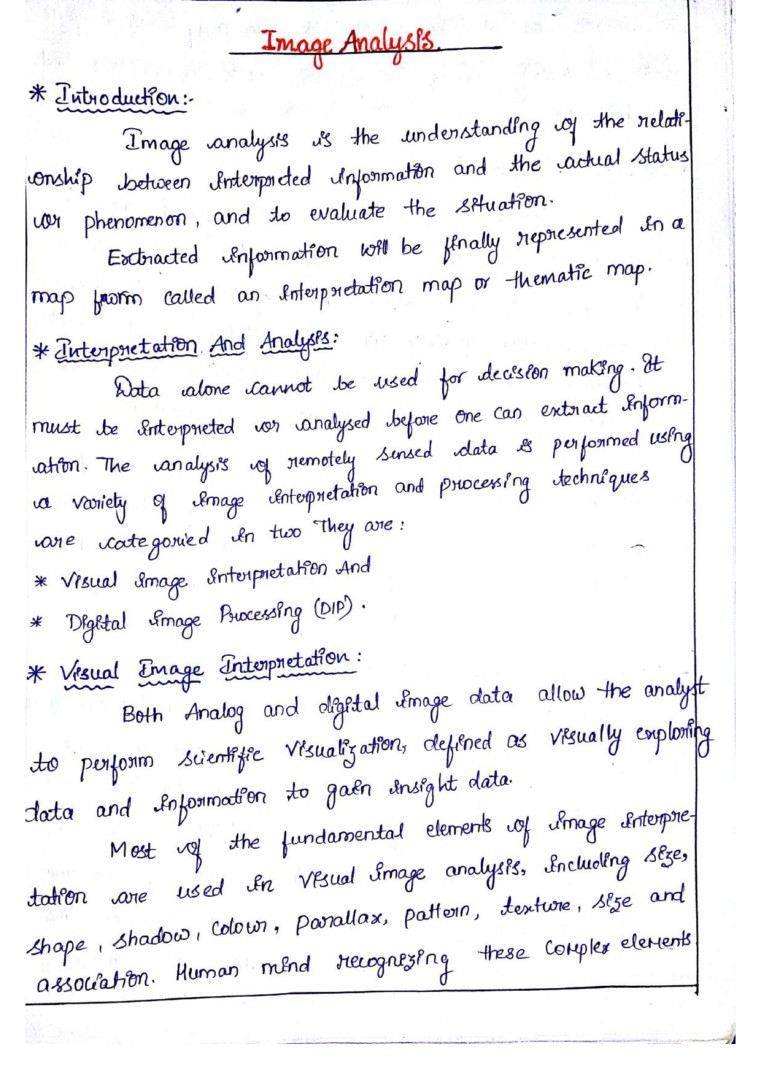 Image Analysis.
* Introduction:-
Image analysis is the understanding of the relati-
onship between interpreted information and the actual status
or phenomenon, and to evaluate the situation.
Extracted information will be finally represented in a
map from called an interpretation map or thematic map.
* Interpretation And Analysis:
Data alone cannot be used for decision making. It
must be interpreted or analysed before one can extract inform-
ation. The analysis of remotely sensed data is performed using
a variety of image interpretation and processing techniques
are categoried in two They are:
* Visual image interpretation And
* Digital image Processing (DIP).
* Visual Image Interpretation:
Both Analog and digital image data allow the analyst
to perform scientific visualization, defined as visually exploring
data and information to gain insight data.
Most of the fundamental elements of image interpre-
tation are used in visual image analysis, including size,
shape, shadow, colour, parallax, pattern, texture, size and
association. Human mind recognizing these complex elements